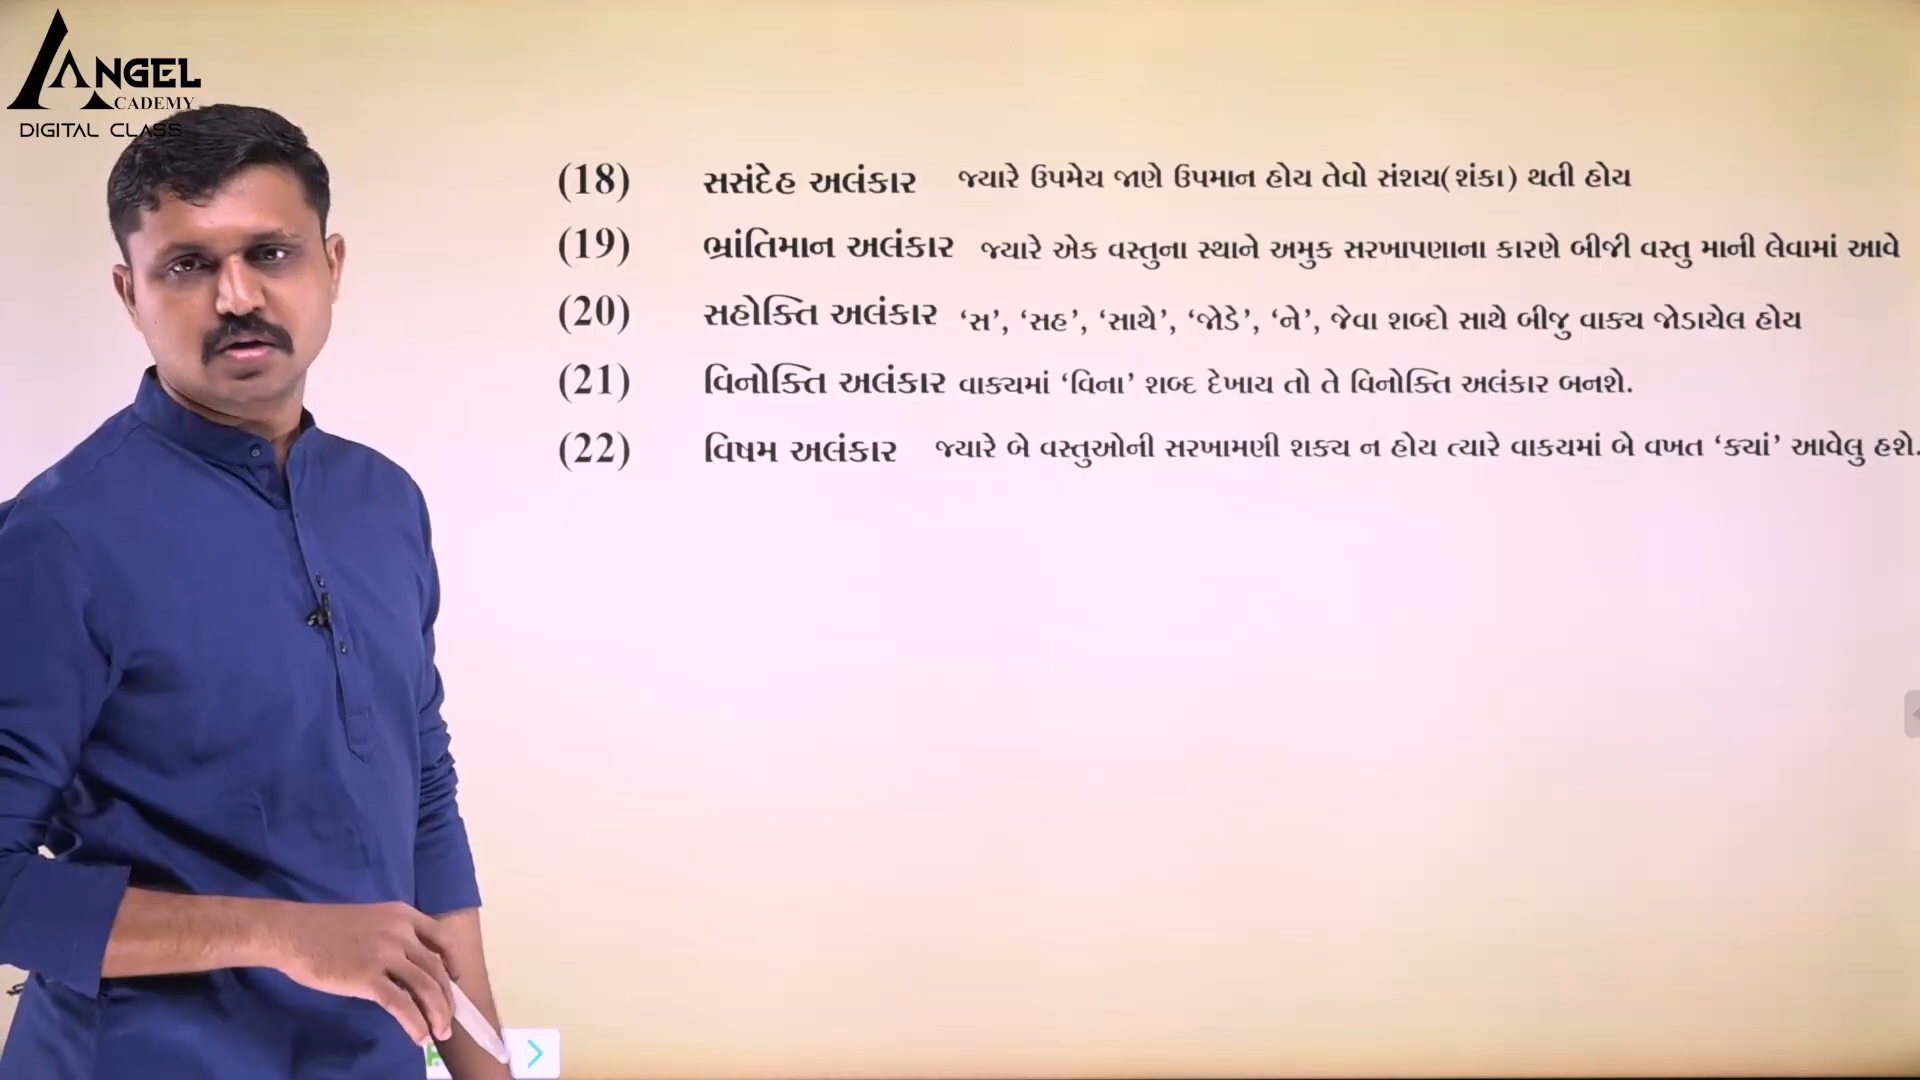 ANGEL
ACADEMY
DIGITAL CLASS
(18) સસંદેહ અલંકાર જ્યારે ઉપમેય જાણે ઉપમાન હોય તેવો સંશય(શંકા) થતી હોય
(19) ભ્રાંતિમાન અલંકાર જ્યારે એક વસ્તુના સ્થાને અમુક સરખાપણાના કારણે બીજી વસ્તુ માની લેવામાં આવે
(20) સહોક્તિ અલંકાર ‘સ’, ‘સહ’, ‘સાથે’, ‘જોડે’, ‘ને’, જેવા શબ્દો સાથે બીજુ વાક્ય જોડાયેલ હોય
(21) વિનોક્તિ અલંકાર વાક્યમાં ‘વિના’ શબ્દ દેખાય તો તે વિનોક્તિ અલંકાર બનશે.
(22) વિષમ અલંકાર જ્યારે બે વસ્તુઓની સરખામણી શક્ય ન હોય ત્યારે વાક્યમાં બે વખત ‘ક્યાં’ આવેલુ હશે.